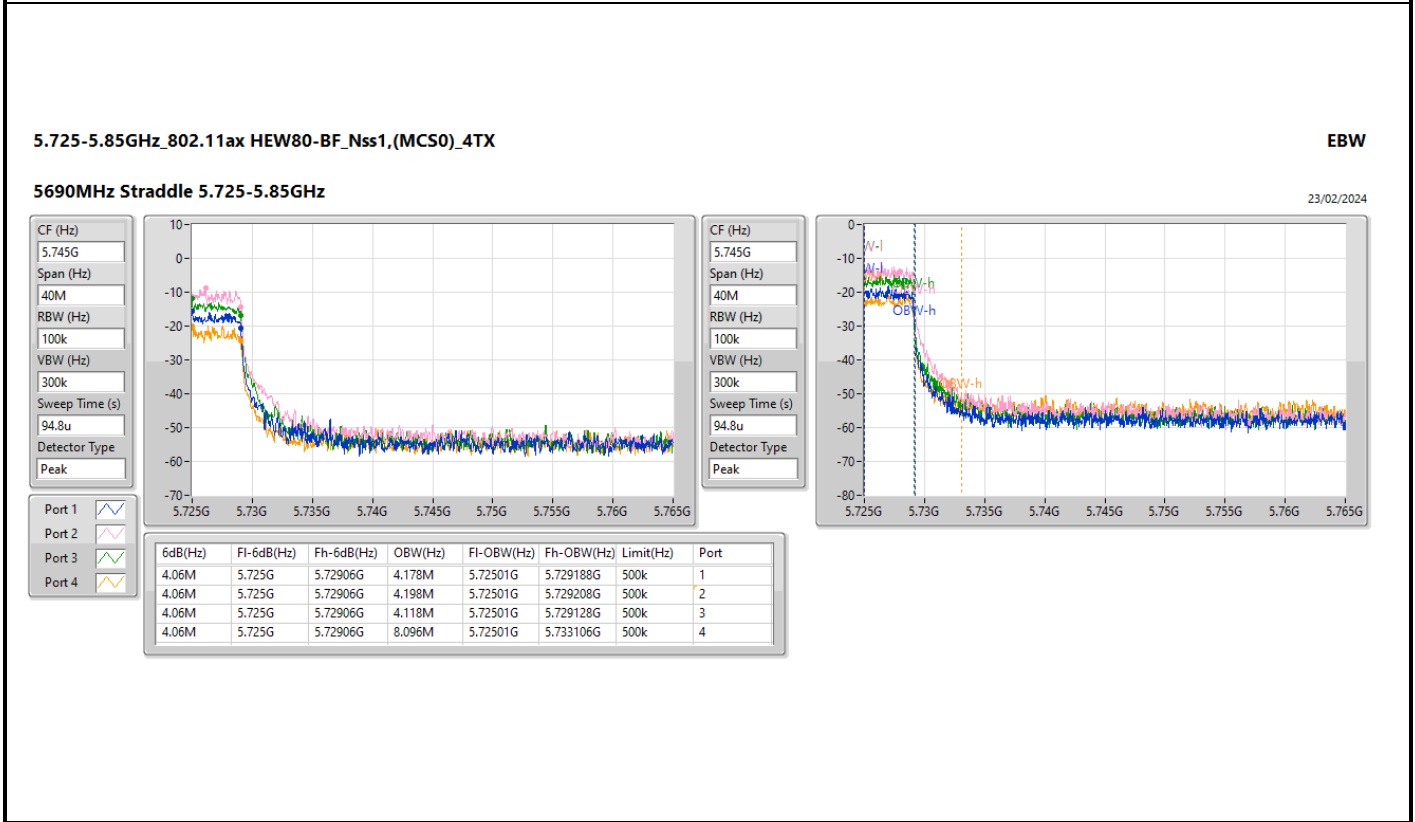 5.725-5.85GHz_802.11ax HEW80-BF_Nss1,(MCS0)_4TX
EBW
5690MHz Straddle 5.725-5.85GHz
23/02/2024
CF (Hz)
5.745G
Span (Hz)
40M
RBW (Hz)
100k
VBW (Hz)
300k
Sweep Time (s)
94.8u
Detector Type
Peak
10
0
-10
-20
-30
-40
-50
-60
-70
5.725G 5.73G 5.735G 5.74G 5.745G 5.75G 5.755G 5.76G 5.765G
CF (Hz)
5.745G
Span (Hz)
40M
RBW (Hz)
100k
VBW (Hz)
300k
Sweep Time (s)
94.8u
Detector Type
Peak
0
-10
-20
-30
-40
-50
-60
-70
-80
W-l
W-l
W-h
OBW-h
BW-h
5.725G 5.73G 5.735G 5.74G 5.745G 5.75G 5.755G 5.76G 5.765G
Port 1
Port 2
Port 3
Port 4
6dB(Hz) Fl-6dB(Hz) Fh-6dB(Hz) OBW(Hz) Fl-OBW(Hz) Fh-OBW(Hz) Limit(Hz) Port
4.06M 5.725G 5.72906G 4.178M 5.72501G 5.729188G 500k 1
4.06M 5.725G 5.72906G 4.198M 5.72501G 5.729208G 500k 2
4.06M 5.725G 5.72906G 4.118M 5.72501G 5.729128G 500k 3
4.06M 5.725G 5.72906G 8.096M 5.72501G 5.733106G 500k 4